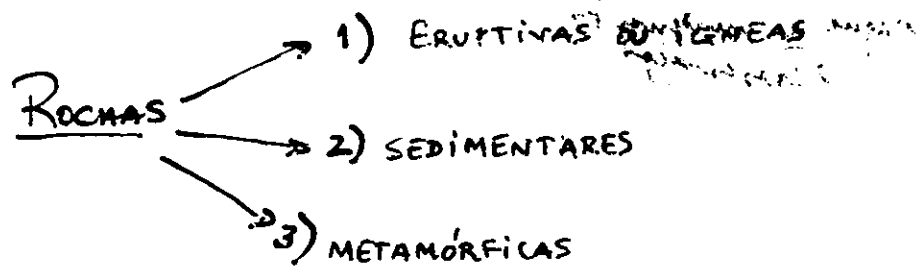 1) ERUPTIVAS OU ÍGNEAS
ROCHAS
2) SEDIMENTARES
3) METAMÓRFICAS